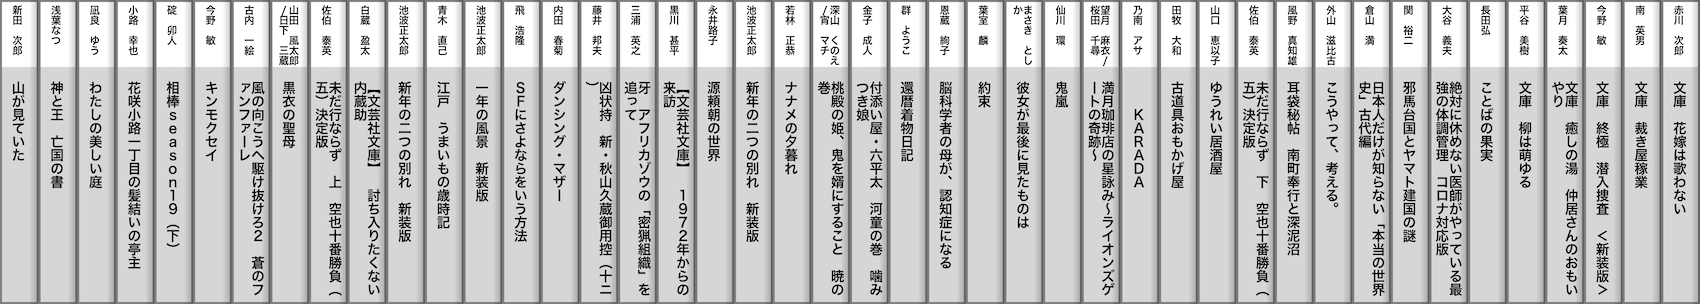 赤川　次郎
文庫　花嫁は歌わない
南　英男
文庫　裁き屋稼業
今野　敏
文庫　終極　潜入捜査　＜新装版＞
葉月　奏太
文庫　癒しの湯　仲居さんのおもい
やり
平谷　美樹
文庫　柳は萌ゆる
長田弘
ことばの果実
大谷　義夫
絶対に休めない医師がやっている最
強の体調管理　コロナ対応版
関　裕二
邪馬台国とヤマト建国の謎
倉山　満
日本人だけが知らない「本当の世界
史」古代編
外山　滋比古
こうやって、考える。
風野　真知雄
耳袋秘帖　南町奉行と深泥沼
佐伯　泰英
未だ行ならず　下　空也十番勝負（
五）決定版
山口　恵以子
ゆうれい居酒屋
田牧　大和
古道具おもかげ屋
乃南　アサ
ＫＡＲＡＤＡ
望月　麻衣/
桜田　千尋
満月珈琲店の星詠み～ライオンズゲ
ートの奇跡～
仙川　環
鬼嵐
まさき　とし
か
彼女が最後に見たものは
葉室　麟
約束
恩蔵　絢子
脳科学者の母が、認知症になる
群　ようこ
還暦着物日記
金子　成人
付添い屋・六平太　河童の巻　噛み
つき娘
深山　くのえ
/宵　マチ
桃殿の姫、鬼を婿にすること　暁の
巻
若林　正恭
ナナメの夕暮れ
池波正太郎
新年の二つの別れ　新装版
永井路子
源頼朝の世界
黒川　甚平
【文芸社文庫】　１９７２年からの
来訪
三浦　英之
牙　アフリカゾウの「密猟組織」を
追って
藤井　邦夫
凶状持　新・秋山久蔵御用控（十二
）
内田　春菊
ダンシング・マザー
飛　浩隆
ＳＦにさよならをいう方法
池波正太郎
一年の風景　新装版
青木　直己
江戸　うまいもの歳時記
池波正太郎
新年の二つの別れ　新装版
白蔵　盈太
【文芸社文庫】　討ち入りたくない
内蔵助
佐伯　泰英
未だ行ならず　上　空也十番勝負（
五）決定版
山田　風太郎
/日下　三蔵
黒衣の聖母
古内　一絵
風の向こうへ駆け抜けろ２　蒼のフ
ァンファーレ
今野　敏
キンモクセイ
碇　卯人
相棒ｓｅａｓｏｎ１９（下）
小路　幸也
花咲小路一丁目の髪結いの亭主
凪良　ゆう
わたしの美しい庭
浅葉なつ
神と王　亡国の書
新田　次郎
山が見ていた